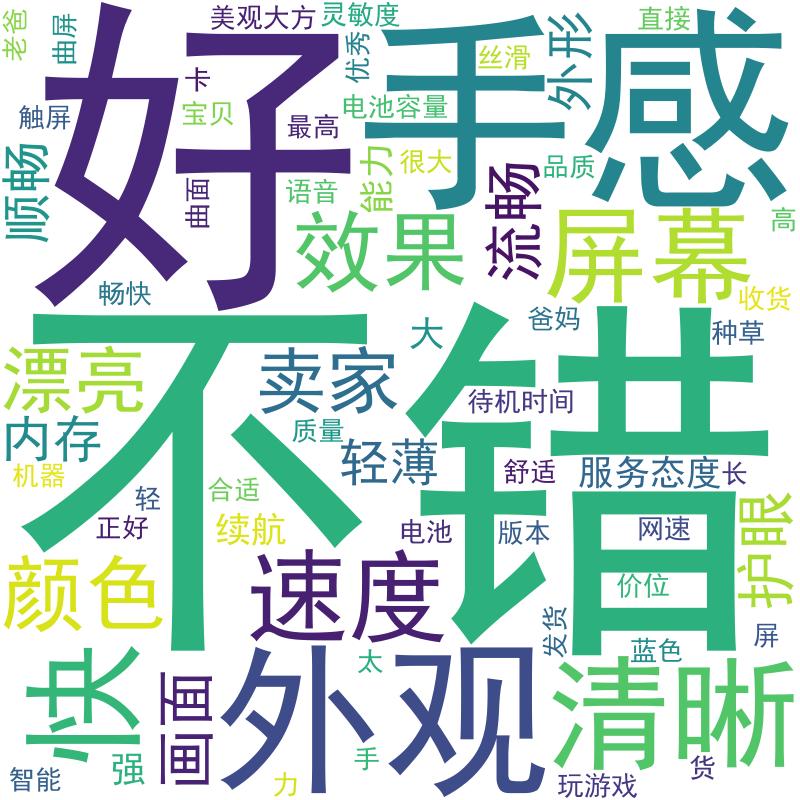 老爸
曲屏
美观大方
灵敏度
直接
好
手感
外形
优秀
丝滑
卡
宝贝
电池容量
触屏
最高
顺畅
能力
很大
流畅
品质
曲面
语音
效果
屏幕
高
畅快
收货
不错
大
爸妈
种草
漂亮
卖家
待机时间
内存
质量
轻薄
机器
合适
舒适
服务态度
长
轻
正好
续航
电池
版本
网速
护眼
颜色
速度
价位
发货
屏
蓝色
快
画面
外观
太
清晰
智能
强
力
手
玩游戏
货